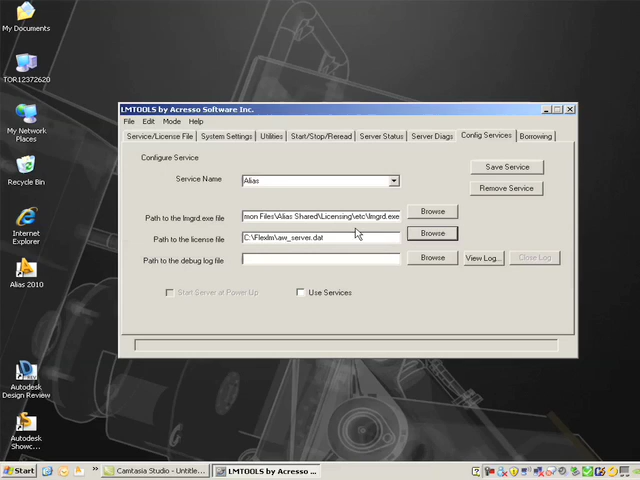 My Documents
TOR12372620
My Network
Places
Recycle Bin
Internet
Explorer
Alias 2010
Autodesk
Design Review
Autodesk
Showc...
LMTOOLS by Acresso Software Inc.
File Edit Mode Help
Service/License File System Settings Utilities Start/Stop/Reread Server Status Server Diags Config Services Borrowing
Configure Service
Save Service
Service Name Alias
Remove Service
Path to the lmgrd.exe file mon Files\Alias Shared\Licensing\etc\lmgrd.exe Browse
Path to the license file C:\Flexlm\aw_server.dat Browse
Path to the debug log file Browse View Log... Close Log
Start Server at Power Up Use Services
Start Camtasia Studio - Untitle... LMTOOLS by Acresso ...